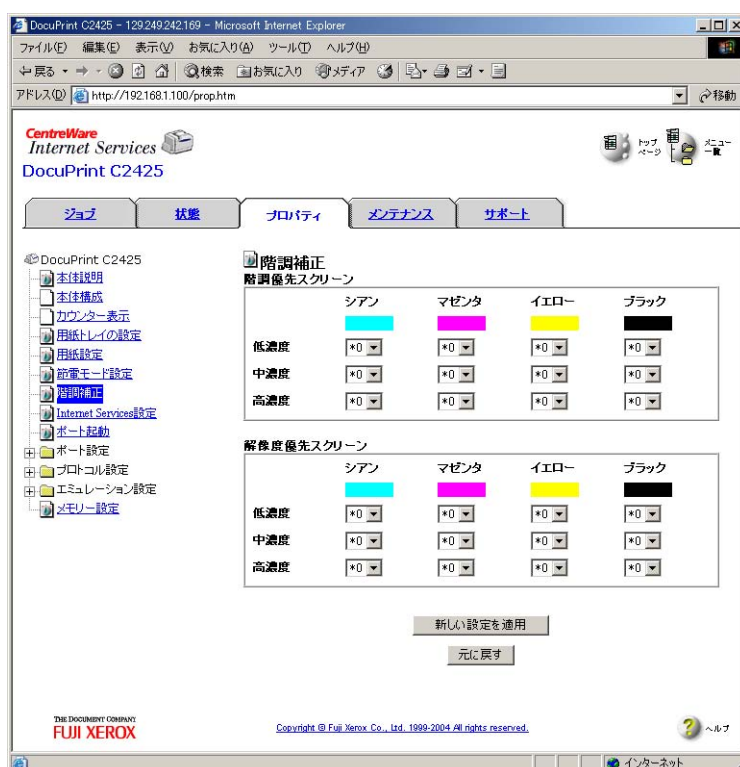 DocuPrint C2425 - 129.249.242.169 - Microsoft Internet Explorer
ファイル(F) 編集(E) 表示(V) お気に入り(A) ツール(T) ヘルプ(H)
戻る 検索 お気に入り メディア
アドレス(D) http://192.168.1.100/prop.htm 移動
CentreWare
Internet Services
DocuPrint C2425
トップページ
メニュー一覧
ジョブ 状態 プロパティ メンテナンス サポート
DocuPrint C2425
本体説明
本体構成
カウンター表示
用紙トレイの設定
用紙設定
節電モード設定
階調補正
Internet Services設定
ポート起動
ポート設定
プロトコル設定
エミュレーション設定
メモリー設定
階調補正
階調優先スクリーン
シアン マゼンタ イエロー ブラック
低濃度 *0 *0 *0 *0
中濃度 *0 *0 *0 *0
高濃度 *0 *0 *0 *0
解像度優先スクリーン
シアン マゼンタ イエロー ブラック
低濃度 *0 *0 *0 *0
中濃度 *0 *0 *0 *0
高濃度 *0 *0 *0 *0
新しい設定を適用
元に戻す
THE DOCUMENT COMPANY
FUJI XEROX
Copyright © Fuji Xerox Co., Ltd. 1999-2004 All rights reserved.
ヘルプ
インターネット